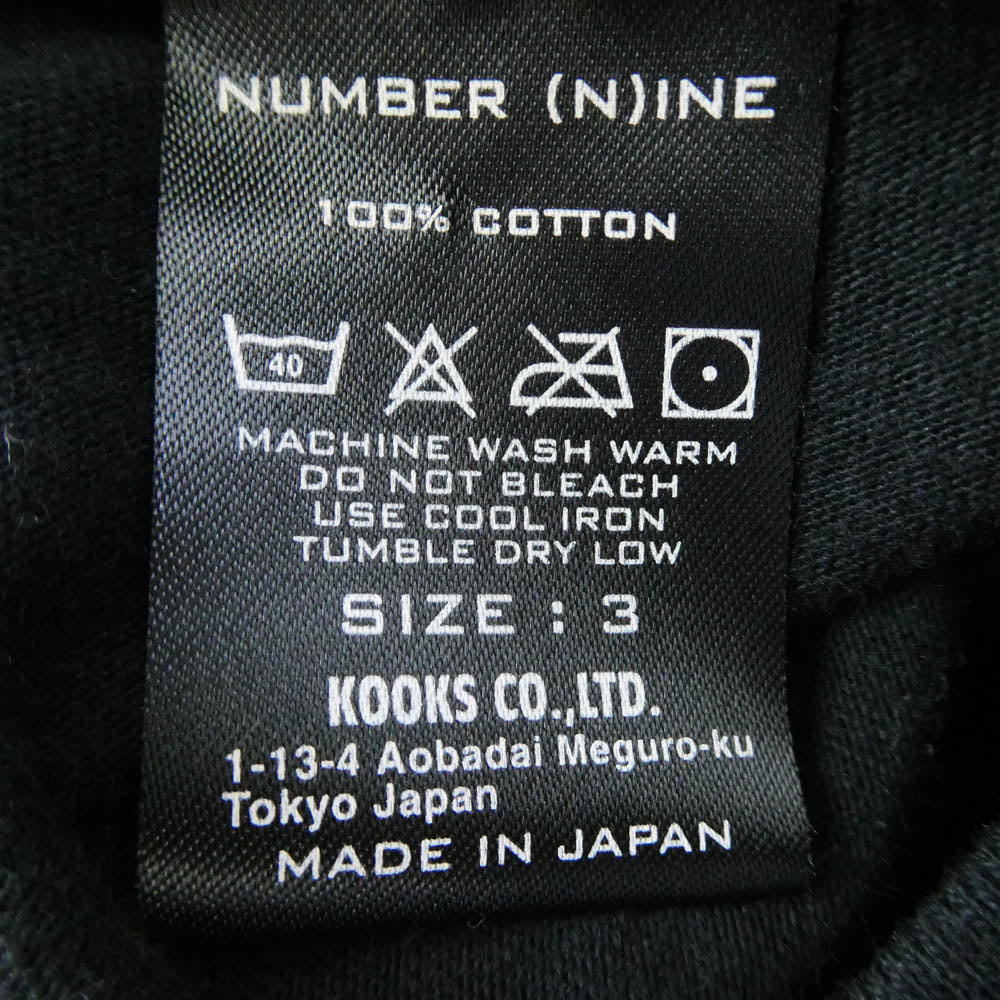 NUMBER (N)INE
100% COTTON
40
MACHINE WASH WARM
DO NOT BLEACH
USE COOL IRON
TUMBLE DRY LOW
SIZE : 3
KOOKS CO.,LTD.
1-13-4 Aobadai Meguro-ku
Tokyo Japan
MADE IN JAPAN